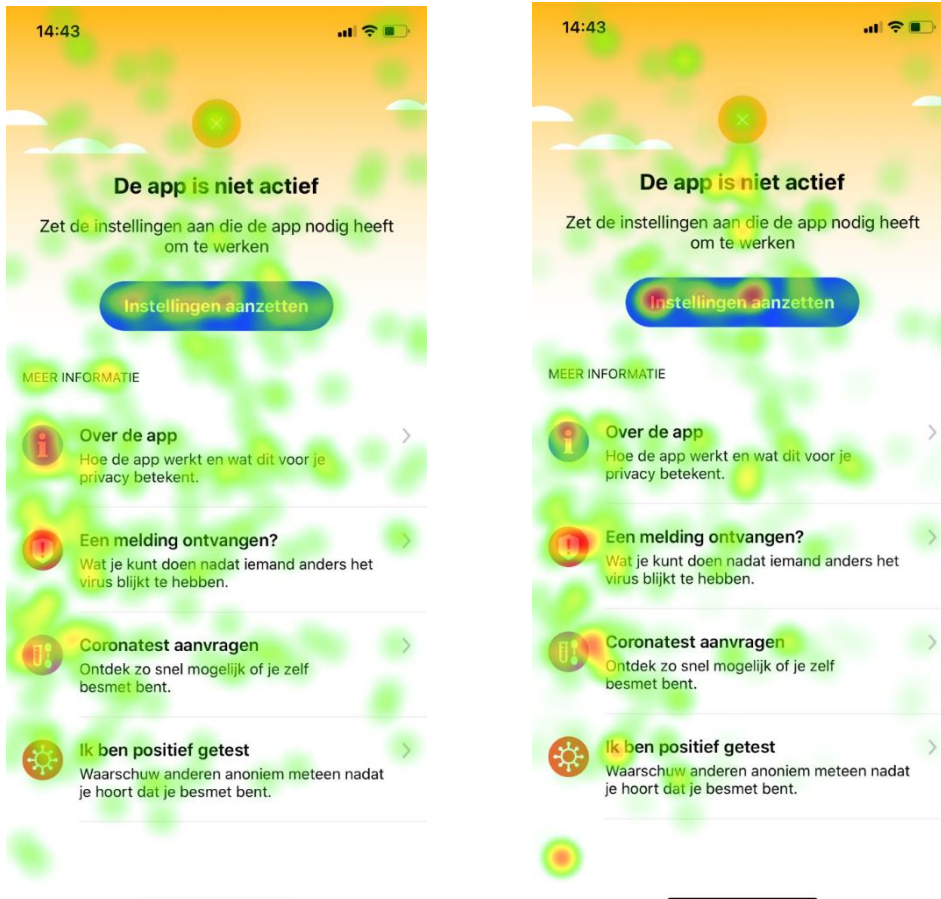 14:43
De app is niet actief
Zet de instellingen aan die de app nodig heeft
om te werken
Instellingen aanzetten
MEER INFORMATIE
Over de app
Hoe de app werkt en wat dit voor je
privacy betekent.
Een melding ontvangen?
Wat je kunt doen nadat iemand anders het
virus blijkt te hebben.
Coronatest aanvragen
Ontdek zo snel mogelijk of je zelf
besmet bent.
Ik ben positief getest
Waarschuw anderen anoniem meteen nadat
je hoort dat je besmet bent.
14:43
De app is niet actief
Zet de instellingen aan die de app nodig heeft
om te werken
Instellingen aanzetten
MEER INFORMATIE
Over de app
Hoe de app werkt en wat dit voor je
privacy betekent.
Een melding ontvangen?
Wat je kunt doen nadat iemand anders het
virus blijkt te hebben.
Coronatest aanvragen
Ontdek zo snel mogelijk of je zelf
besmet bent.
Ik ben positief getest
Waarschuw anderen anoniem meteen nadat
je hoort dat je besmet bent.